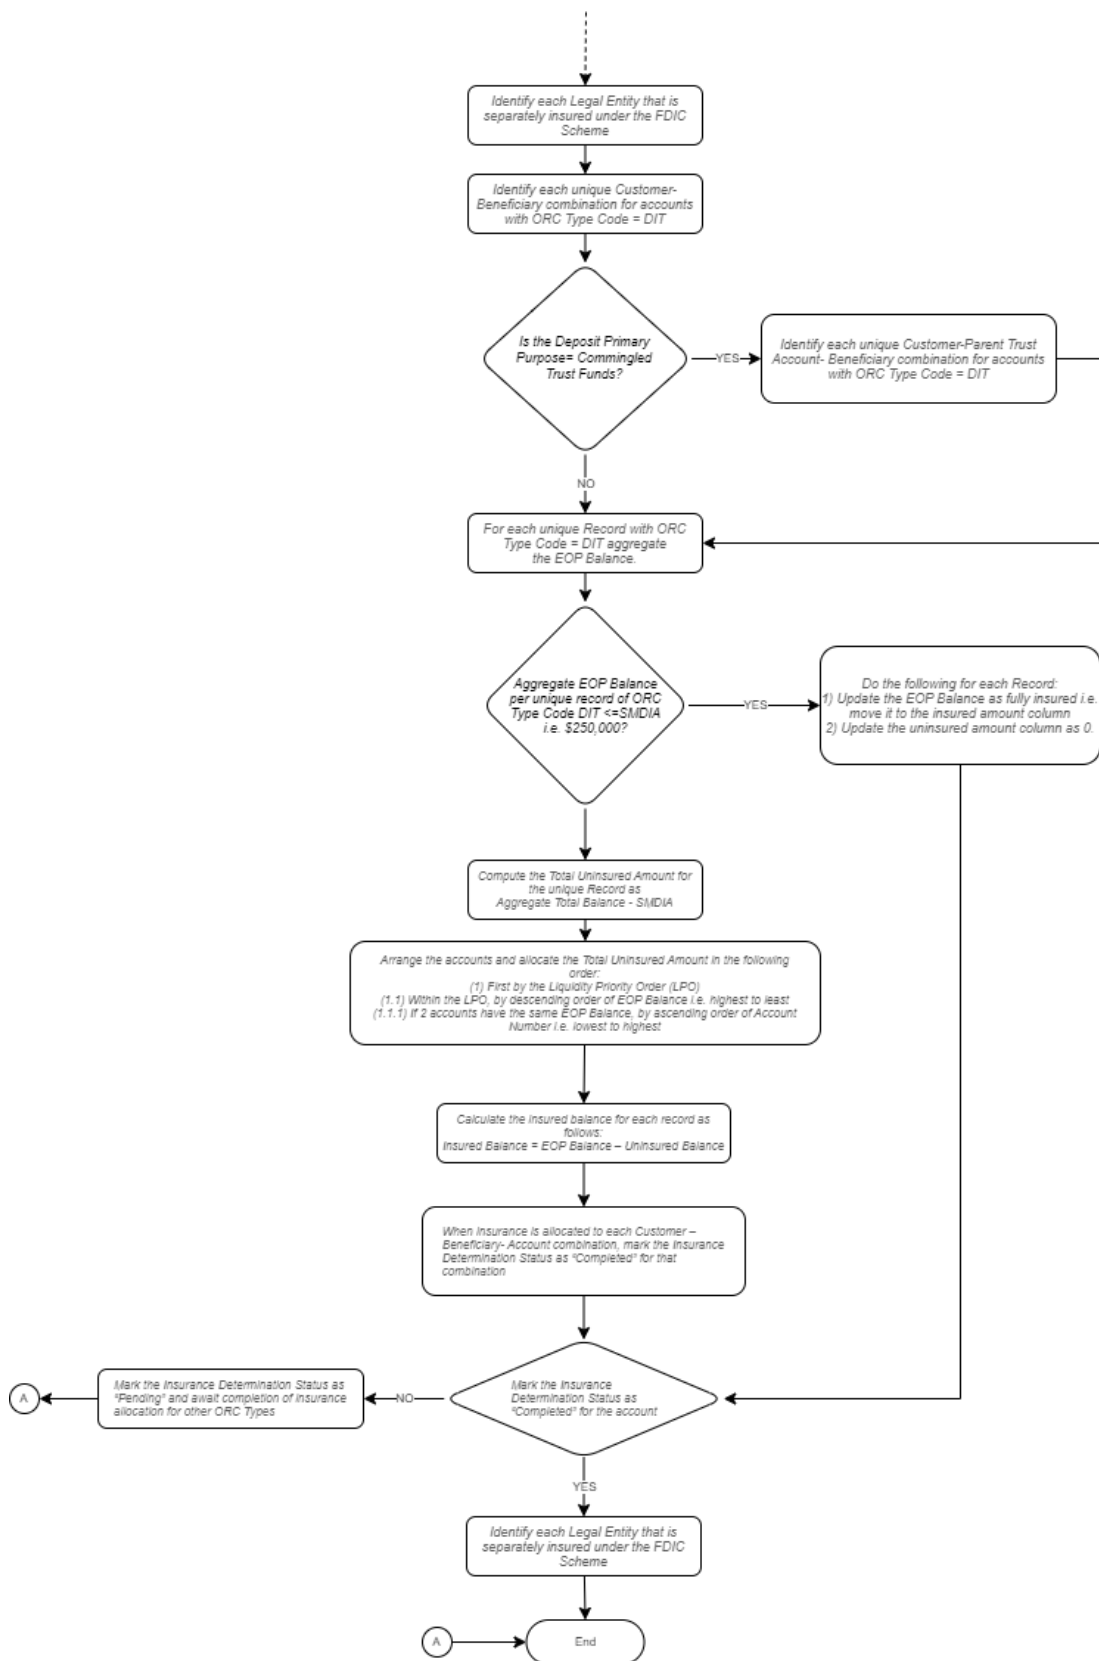 Identify each Legal Entity that is
separately insured under the FDIC
Scheme
Identify each unique Customer-
Beneficiary combination for accounts
with ORC Type Code = DIT
Is the Deposit Primary
Purpose= Commingled
Trust Funds?
YES
Identify each unique Customer-Parent Trust
Account- Beneficiary combination for accounts
with ORC Type Code = DIT
NO
For each unique Record with ORC
Type Code = DIT aggregate
the EOP Balance.
Aggregate EOP Balance
per unique record of ORC
Type Code DIT <=SMDIA
i.e. $250,000?
YES
Do the following for each Record:
1) Update the EOP Balance as fully insured i.e.
move it to the insured amount column
2) Update the uninsured amount column as 0.
Compute the Total Uninsured Amount for
the unique Record as
Aggregate Total Balance - SMDIA
Arrange the accounts and allocate the Total Uninsured Amount in the following
order:
(1) First by the Liquidity Priority Order (LPO)
(1.1) Within the LPO, by descending order of EOP Balance i.e. highest to least
(1.1.1) If 2 accounts have the same EOP Balance, by ascending order of Account
Number i.e. lowest to highest
Calculate the insured balance for each record as
follows:
Insured Balance = EOP Balance – Uninsured Balance
When insurance is allocated to each Customer –
Beneficiary- Account combination, mark the Insurance
Determination Status as "Completed" for that
combination
Mark the Insurance
Determination Status as
"Completed" for the account
NO
Mark the Insurance Determination Status as
"Pending" and await completion of insurance
allocation for other ORC Types
A
YES
Identify each Legal Entity that is
separately insured under the FDIC
Scheme
A
End